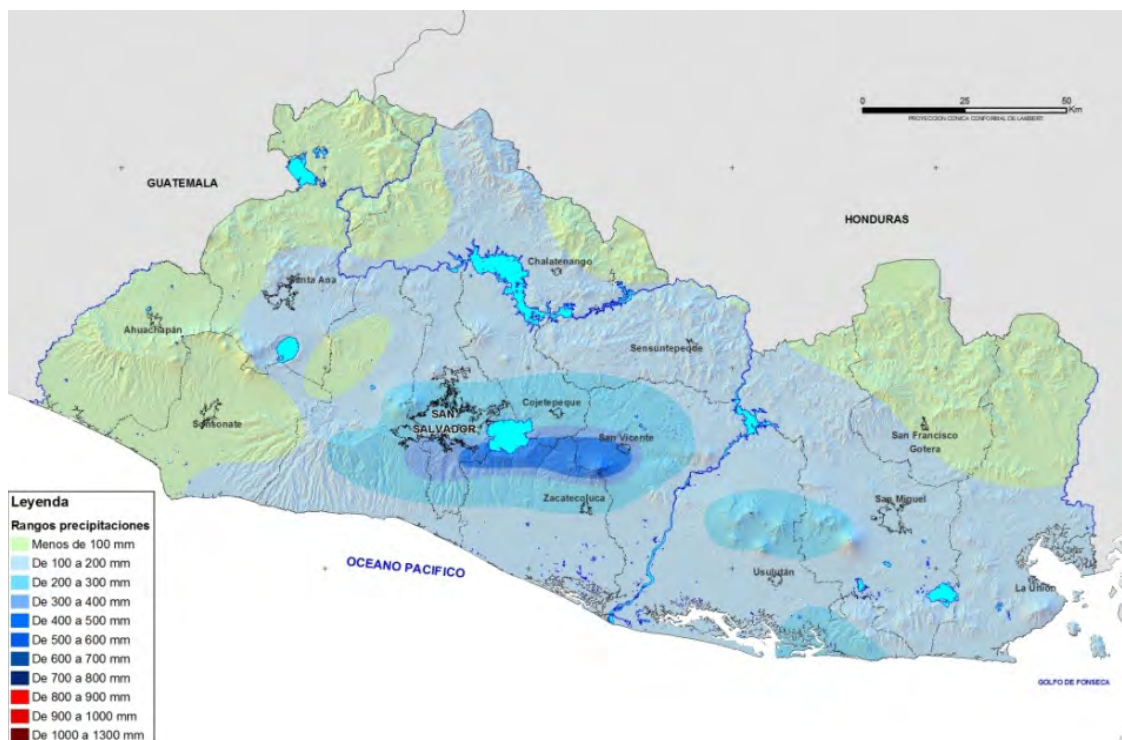 0 25 50
Km
PROYECCION CONICA CONFORMAL DE LAMBERT
GUATEMALA
HONDURAS
Chalatenango
Santa Ana
Ahuachapán
Sensuntepeque
Cojetepeque
SAN
SALVADOR
Sonsonate
San Vicente
San Francisco
Gotera
Zacatecoluca
San Miguel
Usulután
La Unión
OCEANO PACIFICO
GOLFO DE FONSECA
Leyenda
Rangos precipitaciones
Menos de 100 mm
De 100 a 200 mm
De 200 a 300 mm
De 300 a 400 mm
De 400 a 500 mm
De 500 a 600 mm
De 600 a 700 mm
De 700 a 800 mm
De 800 a 900 mm
De 900 a 1000 mm
De 1000 a 1300 mm